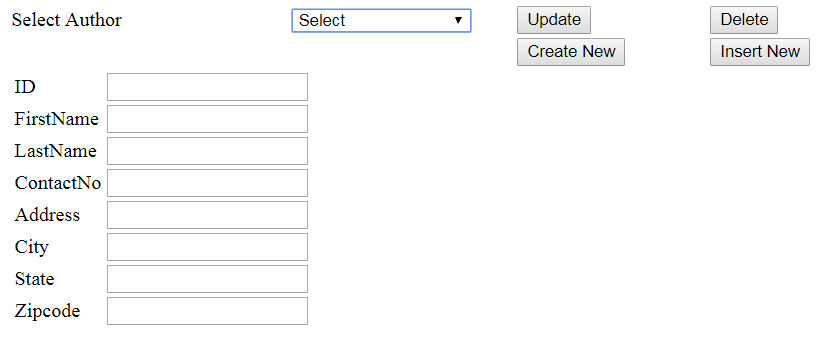 Select Author Select Update Delete
Create New Insert New
ID
FirstName
LastName
ContactNo
Address
City
State
Zipcode